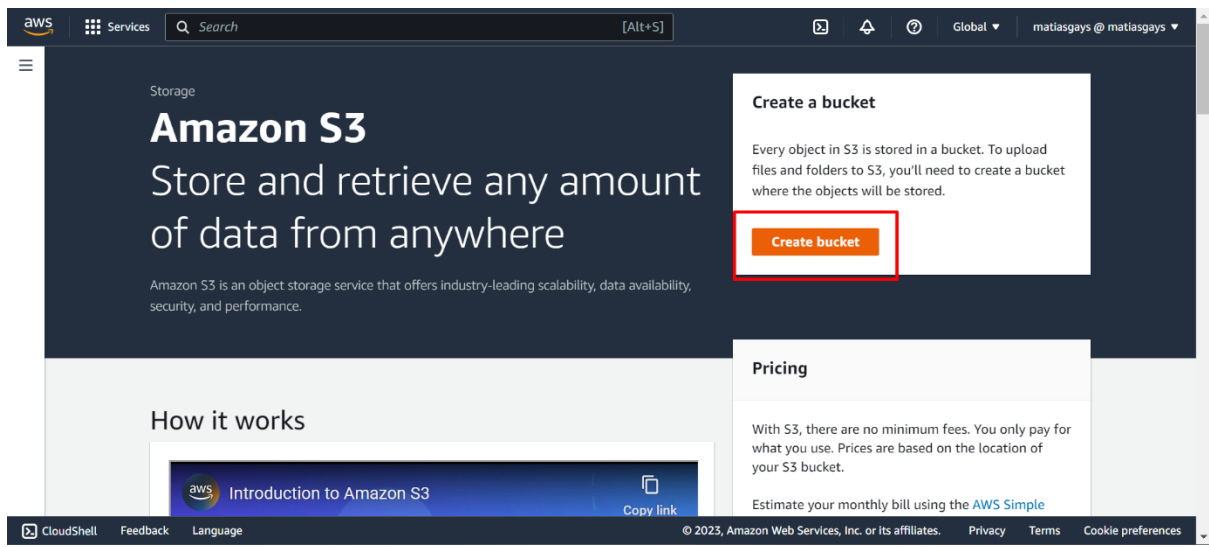 aws
Services
Search
[Alt+S]
Global
matiasgays @ matiasgays
Storage
Amazon S3
Store and retrieve any amount
of data from anywhere
Amazon S3 is an object storage service that offers industry-leading scalability, data availability,
security, and performance.
Create a bucket
Every object in S3 is stored in a bucket. To upload
files and folders to S3, you'll need to create a bucket
where the objects will be stored.
Create bucket
Pricing
With S3, there are no minimum fees. You only pay for
what you use. Prices are based on the location of
your S3 bucket.
Estimate your monthly bill using the AWS Simple
How it works
aws
Introduction to Amazon S3
Copy link
CloudShell
Feedback
Language
© 2023, Amazon Web Services, Inc. or its affiliates.
Privacy
Terms
Cookie preferences